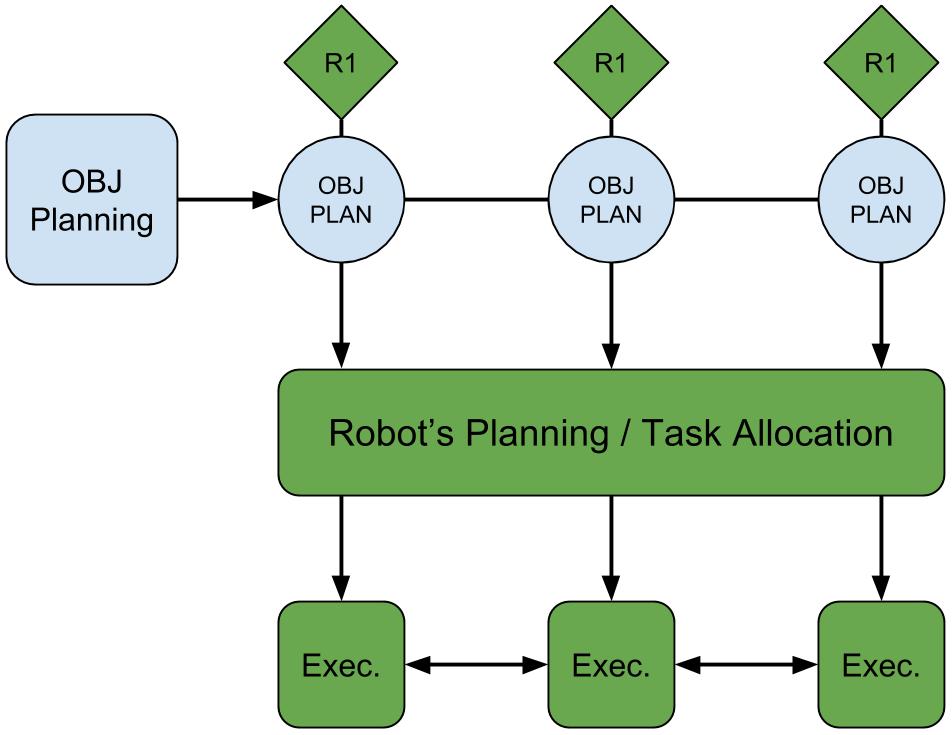 R1
R1
R1
OBJ
Planning
OBJ
PLAN
OBJ
PLAN
OBJ
PLAN
Robot’s Planning / Task Allocation
Exec.
Exec.
Exec.